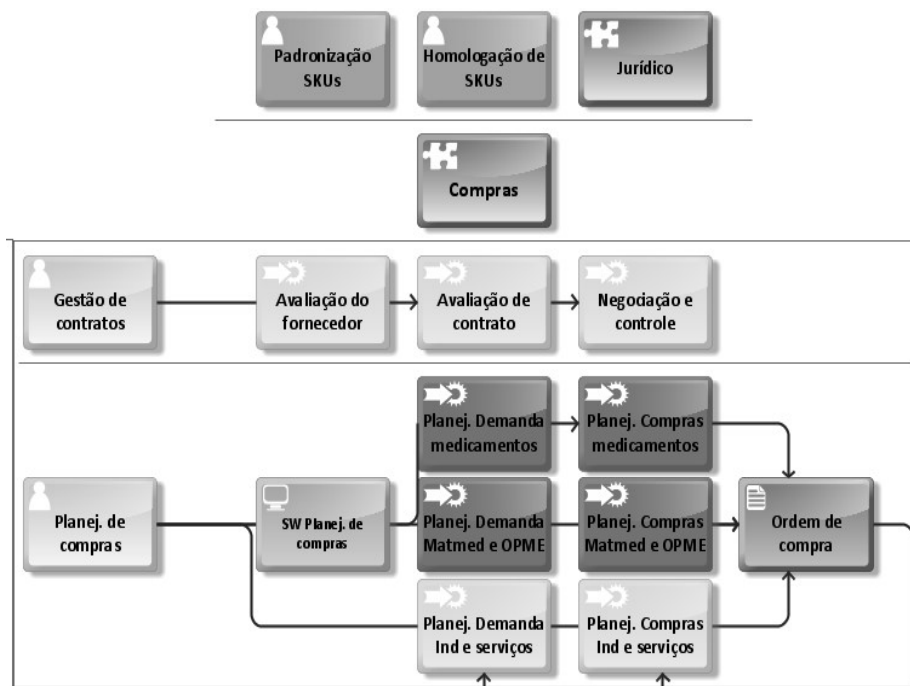 Padronização
SKUs
Homologação de
SKUs
Jurídico
Compras
Gestão de
contratos
Avaliação do
fornecedor
Avaliação de
contrato
Negociação e
controle
Planej. Demanda
medicamentos
Planej. Compras
medicamentos
Planej. de
compras
SW Planej. de
compras
Planej. Demanda
Matmed e OPME
Planej. Compras
Matmed e OPME
Ordem de
compra
Planej. Demanda
Ind e serviços
Planej. Compras
Ind e serviços